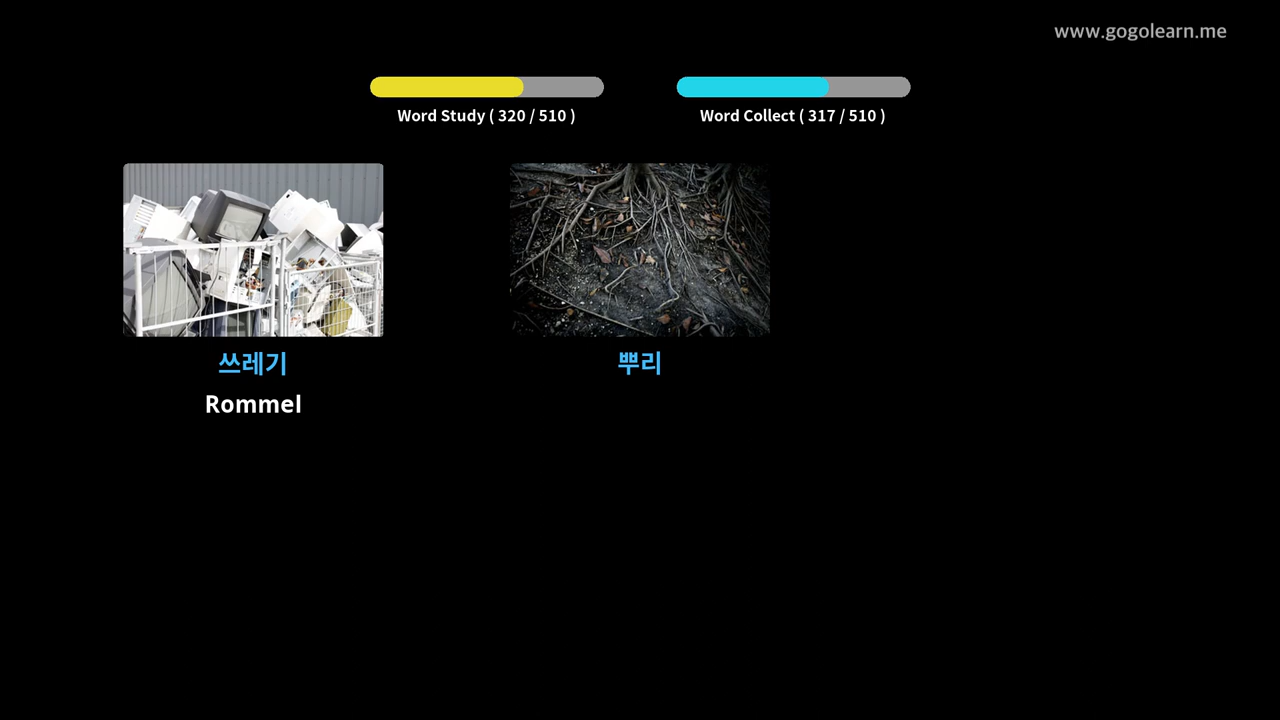 www.gogolearn.me
Word Study ( 320 / 510 )
Word Collect ( 317 / 510 )
쓰레기
Rommel
뿌리